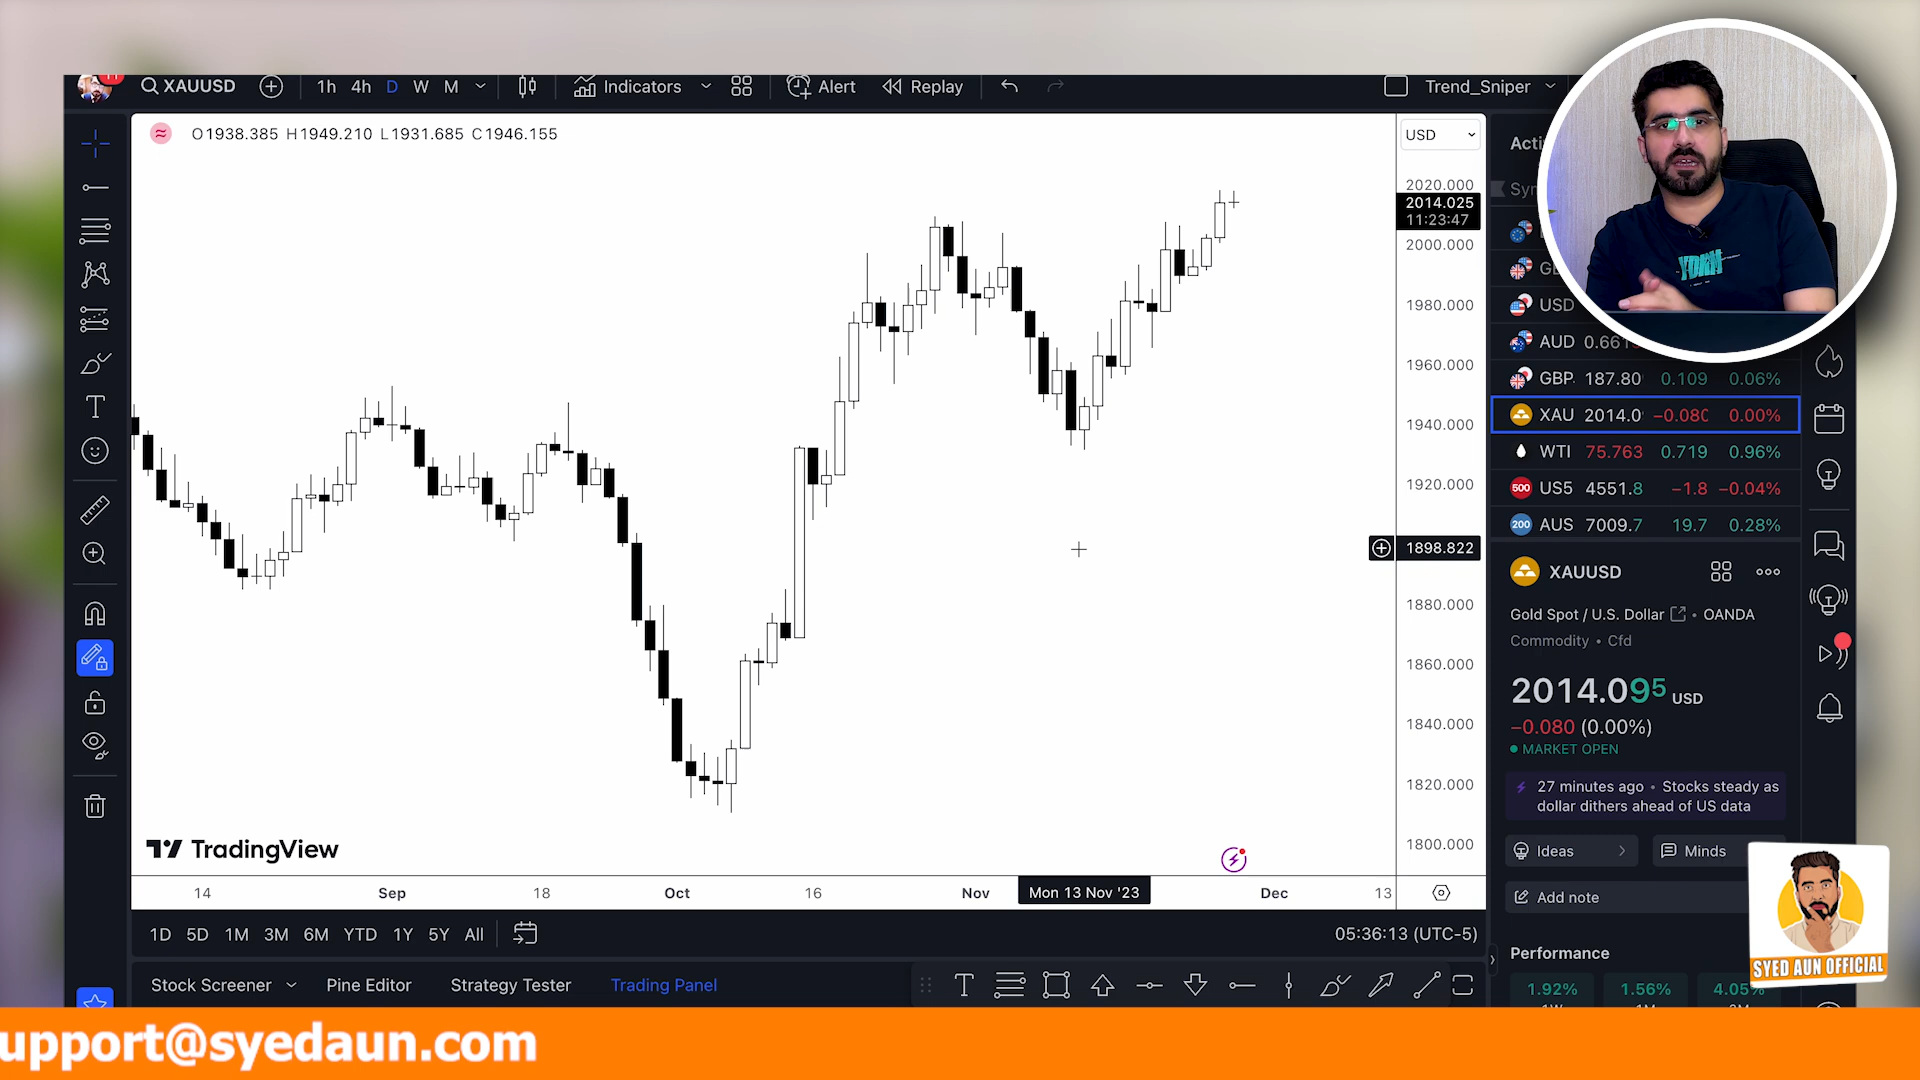 XAUUSD 1h 4h D W M Indicators Alert Replay Trend_Sniper
O1938.385 H1949.210 L1931.685 C1946.155
USD
2020.000
2014.025
11:23:47
2000.000
1980.000
1960.000
1940.000
1920.000
1898.822
1880.000
1860.000
1840.000
1820.000
1800.000
TradingView
14 Sep 18 Oct 16 Nov Mon 13 Nov '23 Dec 13
1D 5D 1M 3M 6M YTD 1Y 5Y All
05:36:13 (UTC-5)
Stock Screener Pine Editor Strategy Tester Trading Panel
YORM
USD
AUD 0.661
GBP 187.80 0.109 0.06%
XAU 2014.0 −0.080 0.00%
WTI 75.763 0.719 0.96%
500 US5 4551.8 −1.8 −0.04%
200 AUS 7009.7 19.7 0.28%
XAUUSD
Gold Spot / U.S. Dollar • OANDA
Commodity • Cfd
2014.095 USD
−0.080 (0.00%)
MARKET OPEN
27 minutes ago • Stocks steady as
dollar dithers ahead of US data
Ideas Minds
Add note
Performance
1.92% 1.56% 4.05%
SYED AUN OFFICIAL
upport@syedaun.com